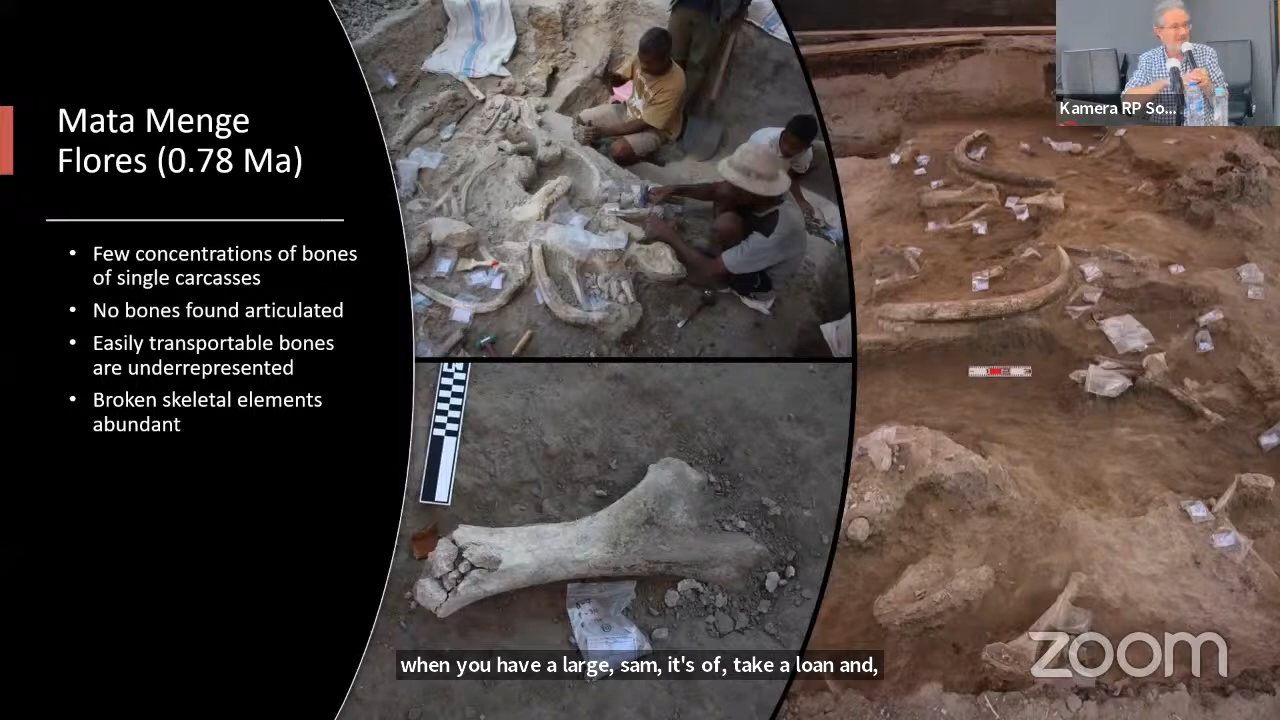 Mata Menge
Flores (0.78 Ma)
• Few concentrations of bones
of single carcasses
• No bones found articulated
• Easily transportable bones
are underrepresented
• Broken skeletal elements
abundant
Kamera RP So...
when you have a large, sam, it's of, take a loan and,
zoom